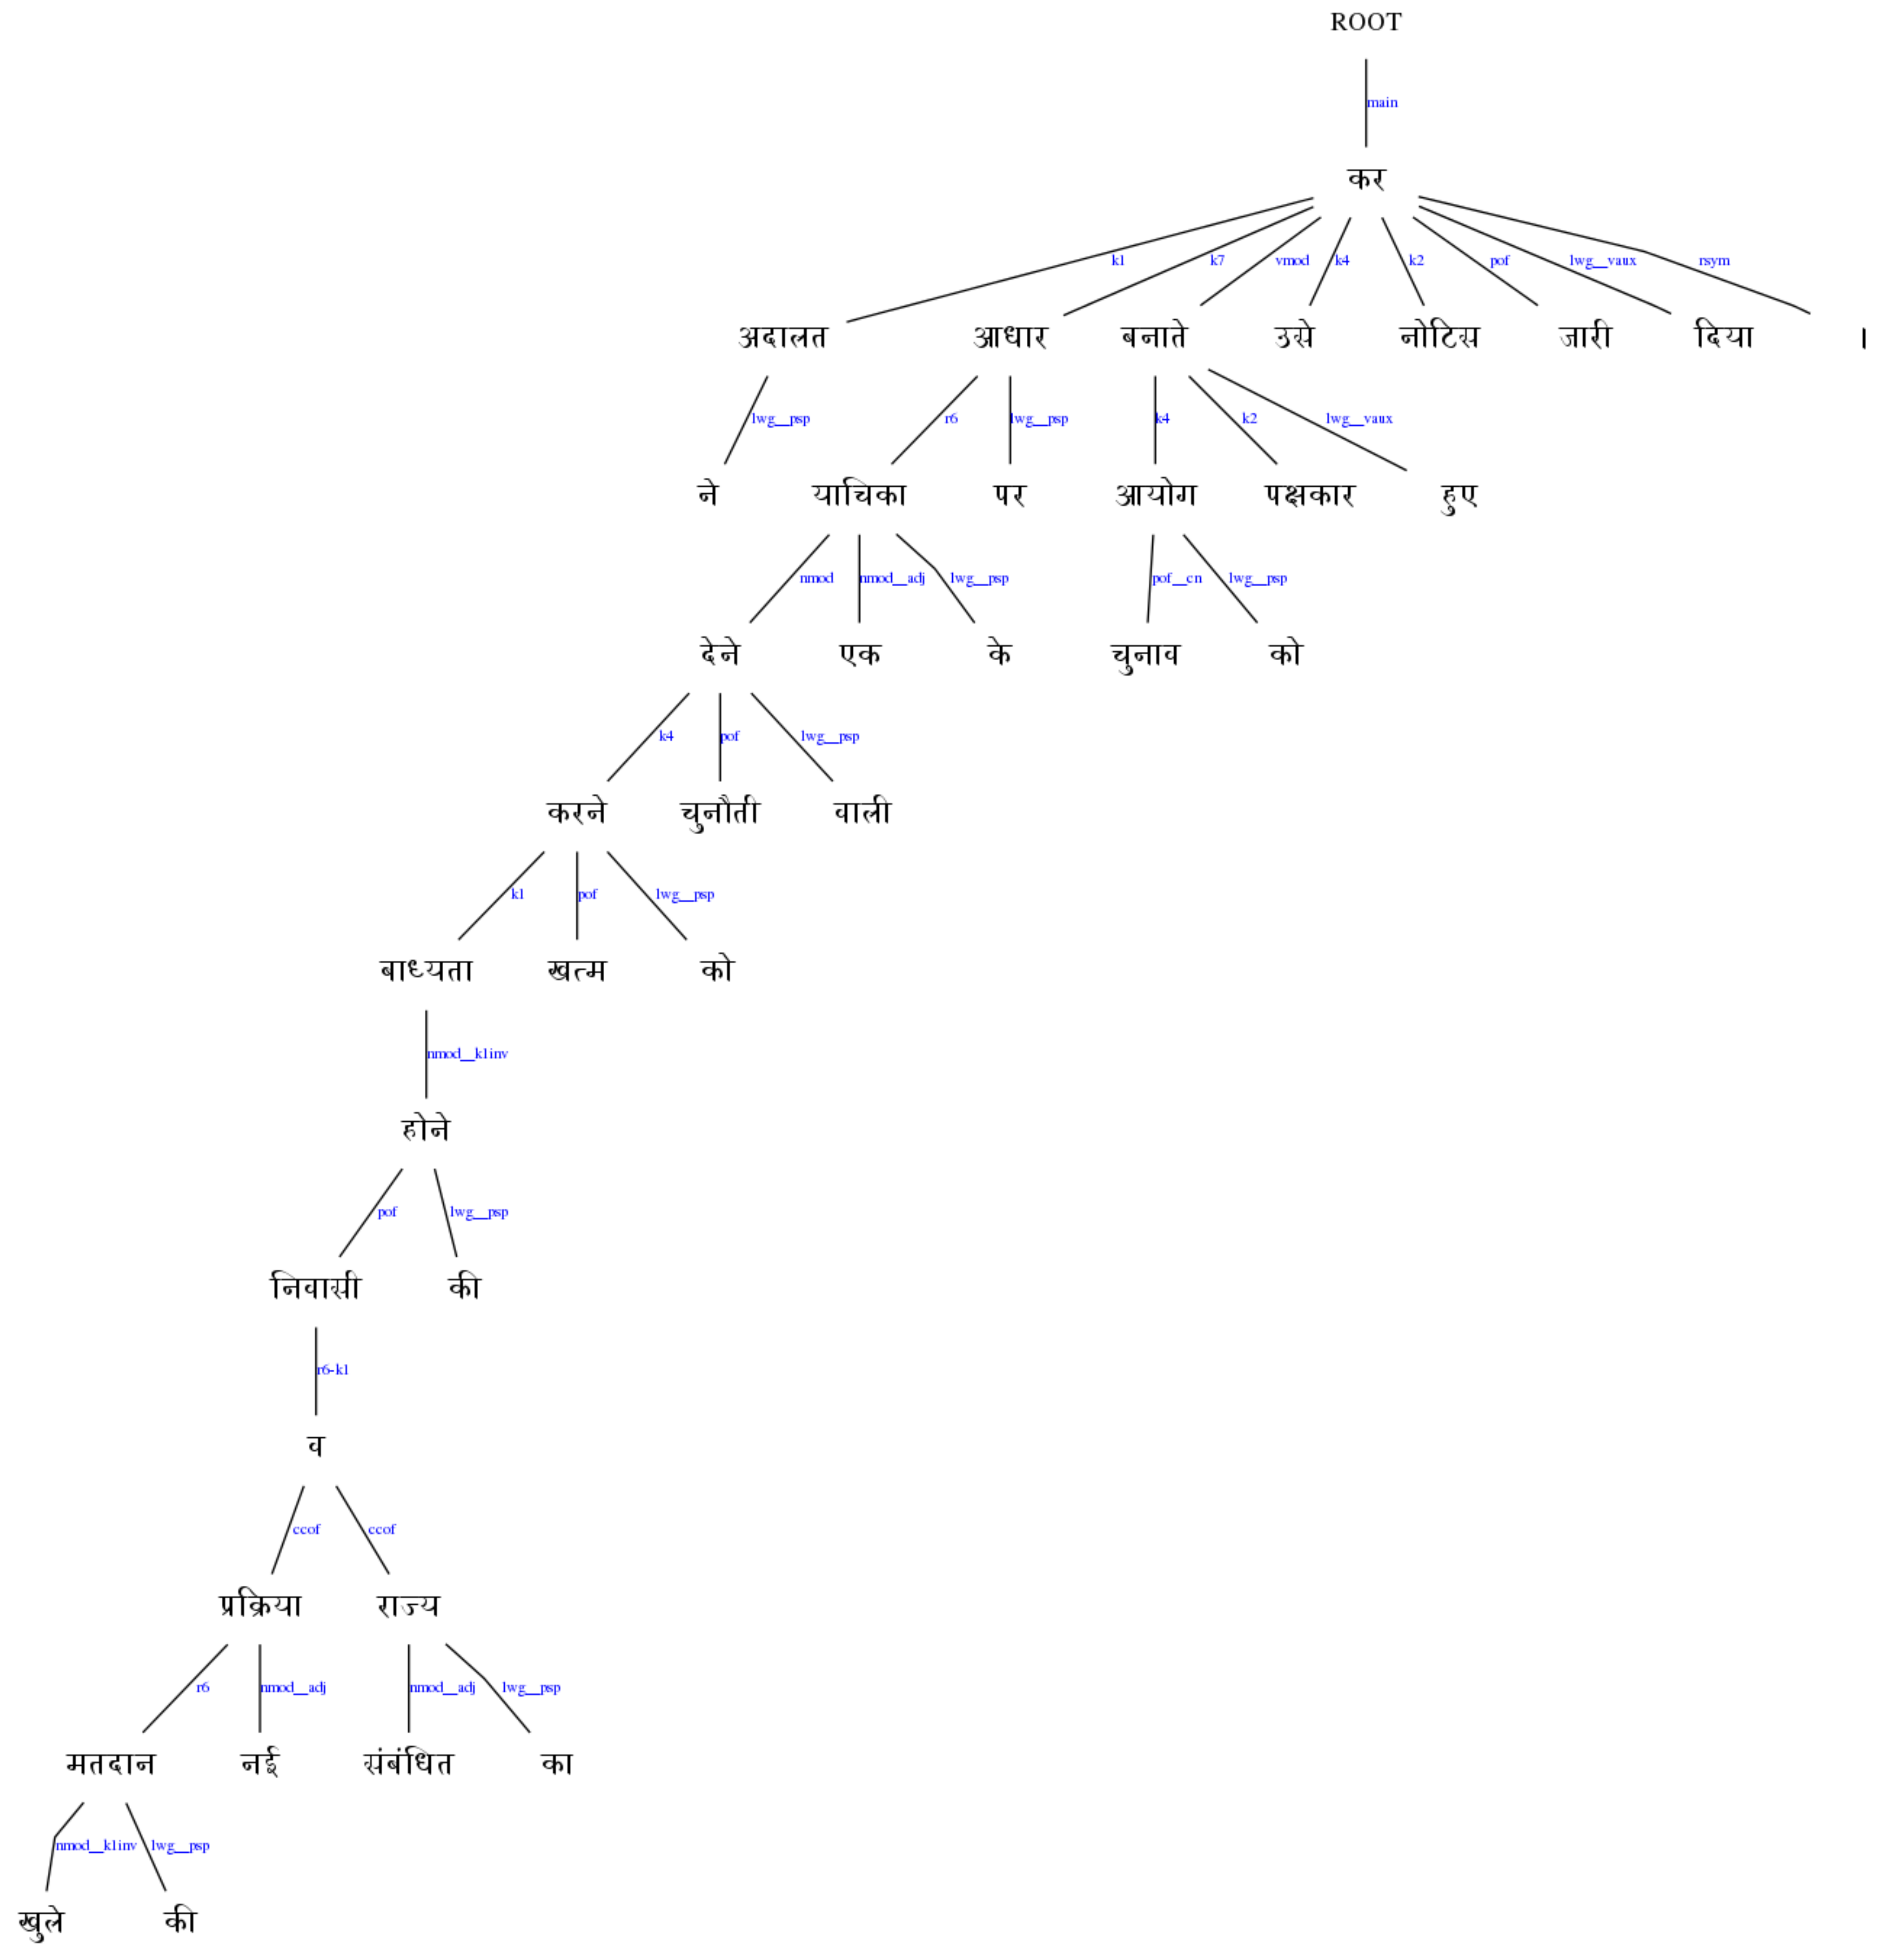 ROOT
main
कर
k1 k7 vmod k4 k2 pof lwg__vaux rsym
अदालत आधार बनाते उसे नोटिस जारी दिया ।
lwg__psp r6 lwg__psp k4 k2 lwg__vaux
ने याचिका पर आयोग पक्षकार हुए
nmod nmod__adj lwg__psp pof__cn lwg__psp
देने एक के चुनाव को
k4 pof lwg__psp
करने चुनौती वाली
k1 pof lwg__psp
बाध्यता खत्म को
nmod__k1inv
होने
pof lwg__psp
निवासी की
r6-k1
व
ccof ccof
प्रक्रिया राज्य
r6 nmod__adj nmod__adj lwg__psp
मतदान नई संबंधित का
nmod__k1inv lwg__psp
खुले की